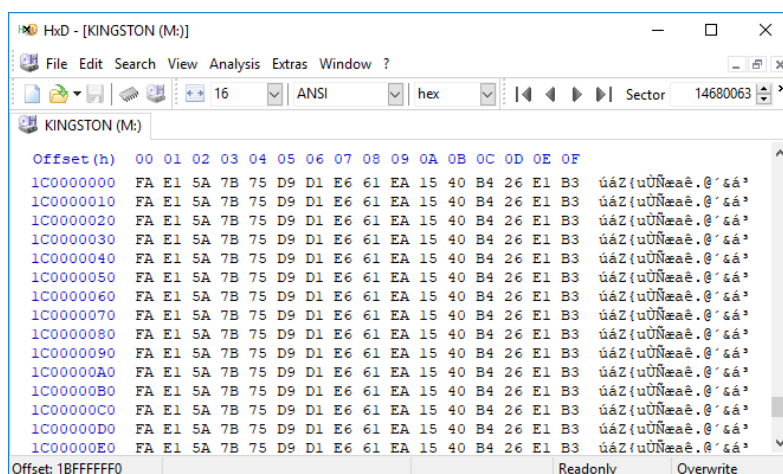 HxD - [KINGSTON (M:)]
File Edit Search View Analysis Extras Window ?
16 ANSI hex Sector 14680063
KINGSTON (M:)
Offset(h) 00 01 02 03 04 05 06 07 08 09 0A 0B 0C 0D 0E 0F
1C0000000 FA E1 5A 7B 75 D9 D1 E6 61 EA 15 40 B4 26 E1 B3 úáZ{uÙÑæaê.@´&á³
1C0000010 FA E1 5A 7B 75 D9 D1 E6 61 EA 15 40 B4 26 E1 B3 úáZ{uÙÑæaê.@´&á³
1C0000020 FA E1 5A 7B 75 D9 D1 E6 61 EA 15 40 B4 26 E1 B3 úáZ{uÙÑæaê.@´&á³
1C0000030 FA E1 5A 7B 75 D9 D1 E6 61 EA 15 40 B4 26 E1 B3 úáZ{uÙÑæaê.@´&á³
1C0000040 FA E1 5A 7B 75 D9 D1 E6 61 EA 15 40 B4 26 E1 B3 úáZ{uÙÑæaê.@´&á³
1C0000050 FA E1 5A 7B 75 D9 D1 E6 61 EA 15 40 B4 26 E1 B3 úáZ{uÙÑæaê.@´&á³
1C0000060 FA E1 5A 7B 75 D9 D1 E6 61 EA 15 40 B4 26 E1 B3 úáZ{uÙÑæaê.@´&á³
1C0000070 FA E1 5A 7B 75 D9 D1 E6 61 EA 15 40 B4 26 E1 B3 úáZ{uÙÑæaê.@´&á³
1C0000080 FA E1 5A 7B 75 D9 D1 E6 61 EA 15 40 B4 26 E1 B3 úáZ{uÙÑæaê.@´&á³
1C0000090 FA E1 5A 7B 75 D9 D1 E6 61 EA 15 40 B4 26 E1 B3 úáZ{uÙÑæaê.@´&á³
1C00000A0 FA E1 5A 7B 75 D9 D1 E6 61 EA 15 40 B4 26 E1 B3 úáZ{uÙÑæaê.@´&á³
1C00000B0 FA E1 5A 7B 75 D9 D1 E6 61 EA 15 40 B4 26 E1 B3 úáZ{uÙÑæaê.@´&á³
1C00000C0 FA E1 5A 7B 75 D9 D1 E6 61 EA 15 40 B4 26 E1 B3 úáZ{uÙÑæaê.@´&á³
1C00000D0 FA E1 5A 7B 75 D9 D1 E6 61 EA 15 40 B4 26 E1 B3 úáZ{uÙÑæaê.@´&á³
1C00000E0 FA E1 5A 7B 75 D9 D1 E6 61 EA 15 40 B4 26 E1 B3 úáZ{uÙÑæaê.@´&á³
Offset: 1BFFFFFF0 Readonly Overwrite